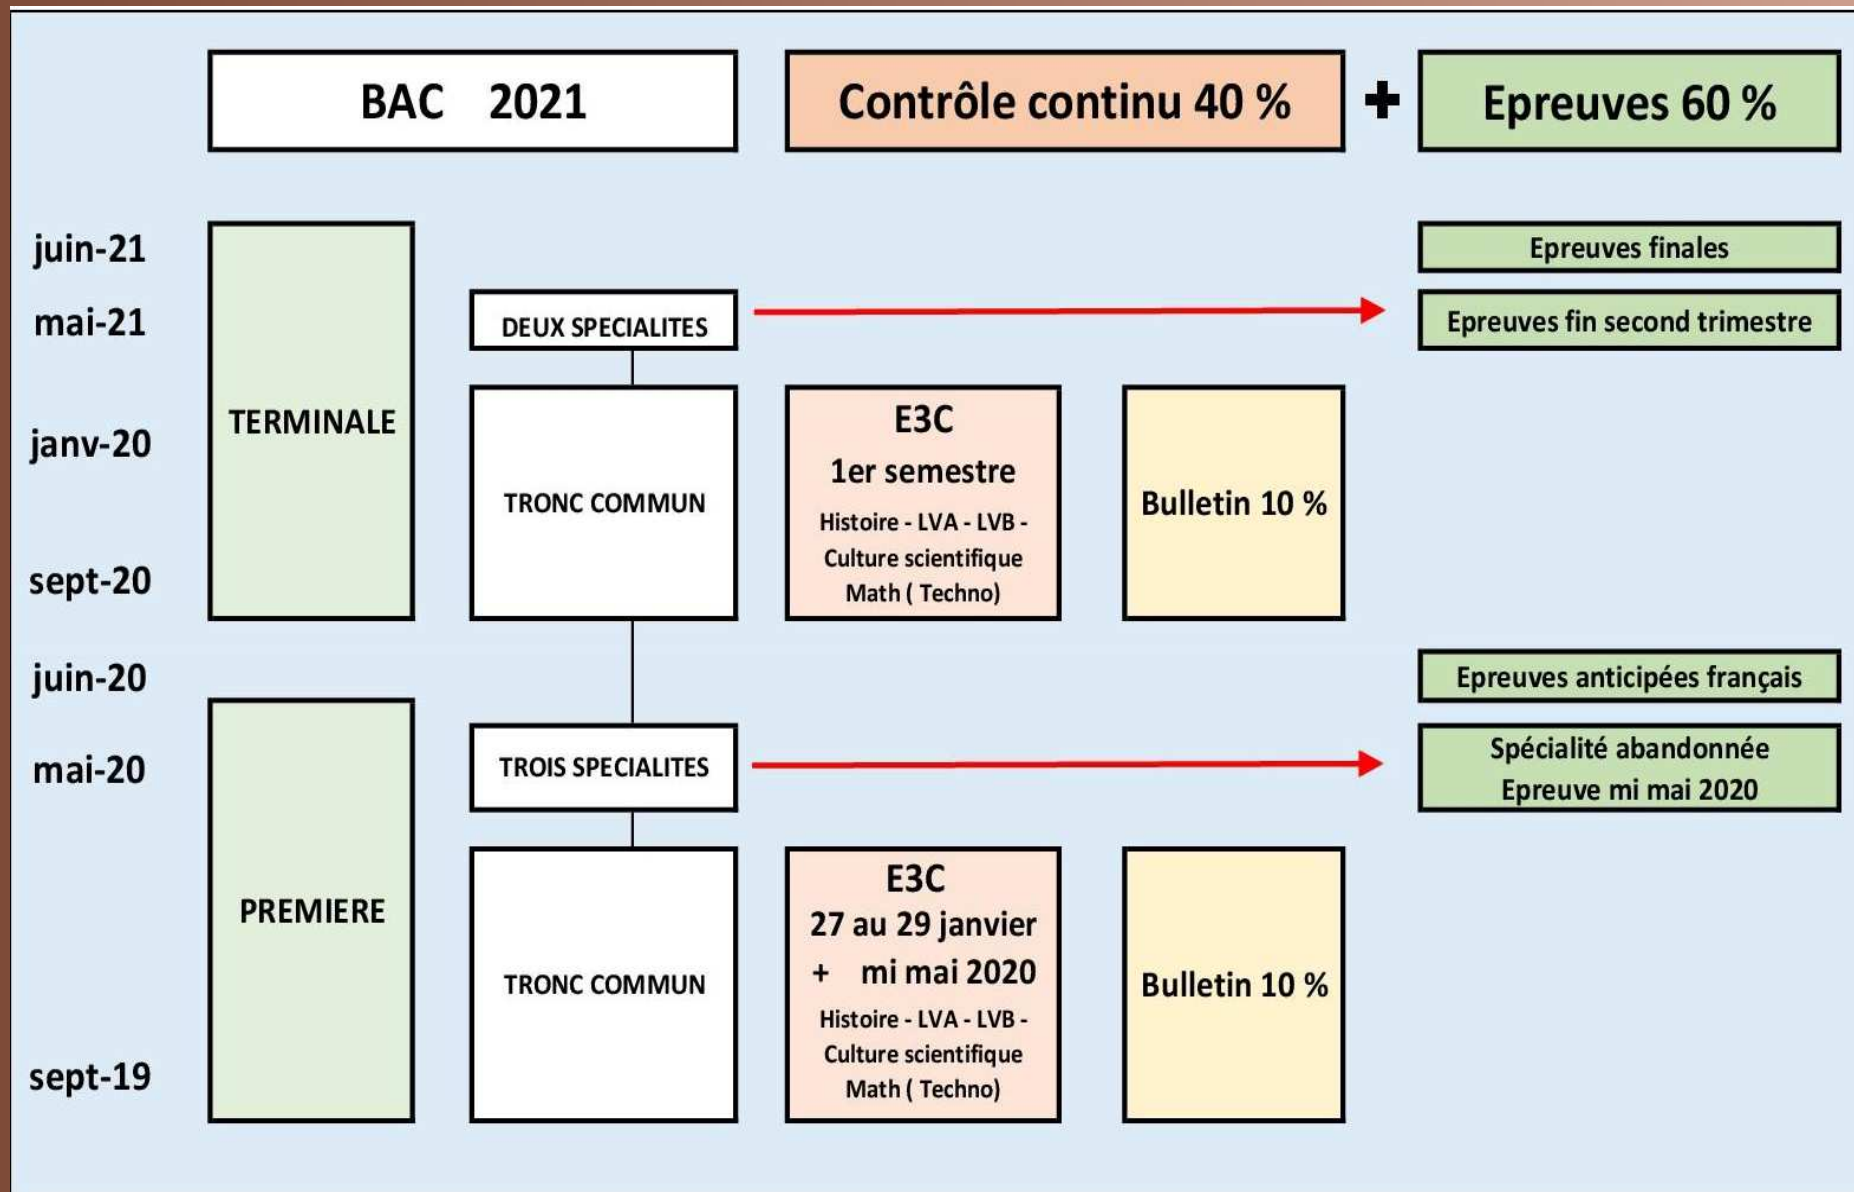 BAC 2021
Contrôle continu 40 %
+
Epreuves 60 %
juin-21
mai-21
janv-20
sept-20
juin-20
mai-20
sept-19
TERMINALE
PREMIERE
DEUX SPECIALITES
TRONC COMMUN
TROIS SPECIALITES
TRONC COMMUN
E3C
1er semestre
Histoire - LVA - LVB -
Culture scientifique
Math ( Techno)
Bulletin 10 %
E3C
27 au 29 janvier
+ mi mai 2020
Histoire - LVA - LVB -
Culture scientifique
Math ( Techno)
Bulletin 10 %
Epreuves finales
Epreuves fin second trimestre
Epreuves anticipées français
Spécialité abandonnée
Epreuve mi mai 2020